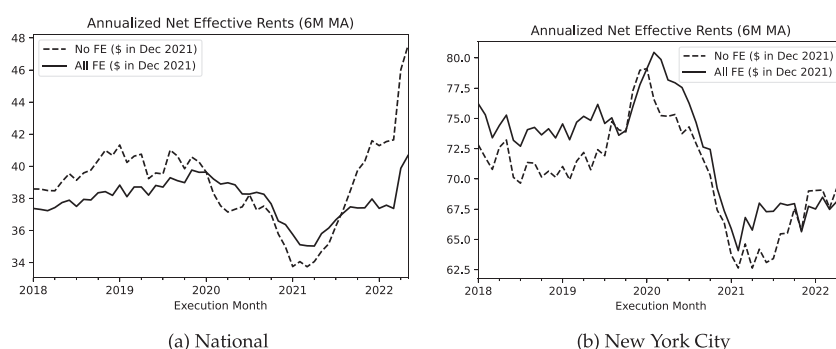 Annualized Net Effective Rents (6M MA)
48
46
44
42
40
38
36
34
No FE ($ in Dec 2021)
All FE ($ in Dec 2021)
2018 2019 2020 2021 2022
Execution Month
(a) National
Annualized Net Effective Rents (6M MA)
80.0
77.5
75.0
72.5
70.0
67.5
65.0
62.5
No FE ($ in Dec 2021)
All FE ($ in Dec 2021)
2018 2019 2020 2021 2022
Execution Month
(b) New York City